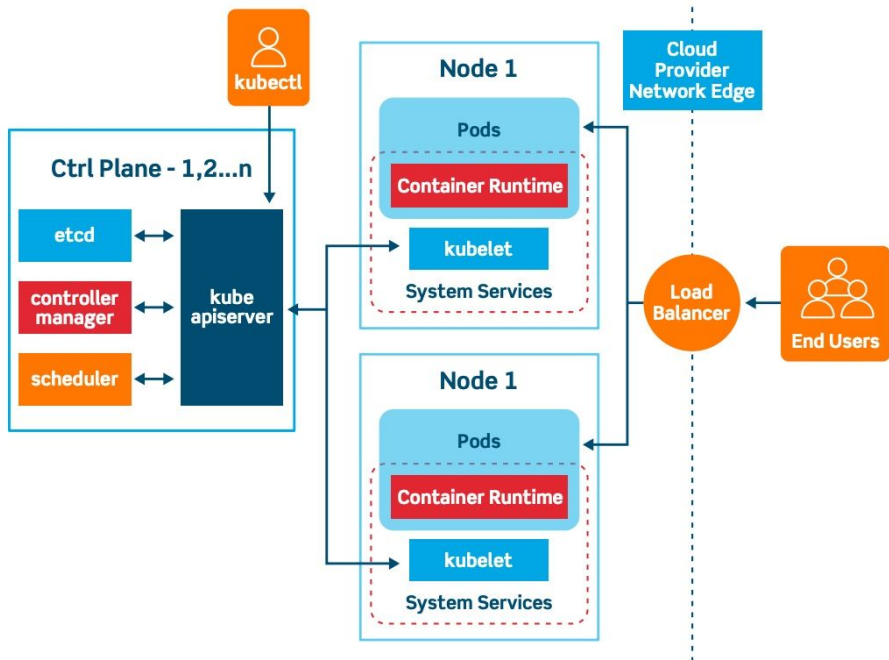 kubectl
Ctrl Plane - 1,2...n
etcd
controller
manager
scheduler
kube
apiserver
Node 1
Pods
Container Runtime
kubelet
System Services
Node 1
Pods
Container Runtime
kubelet
System Services
Cloud
Provider
Network Edge
Load
Balancer
End Users